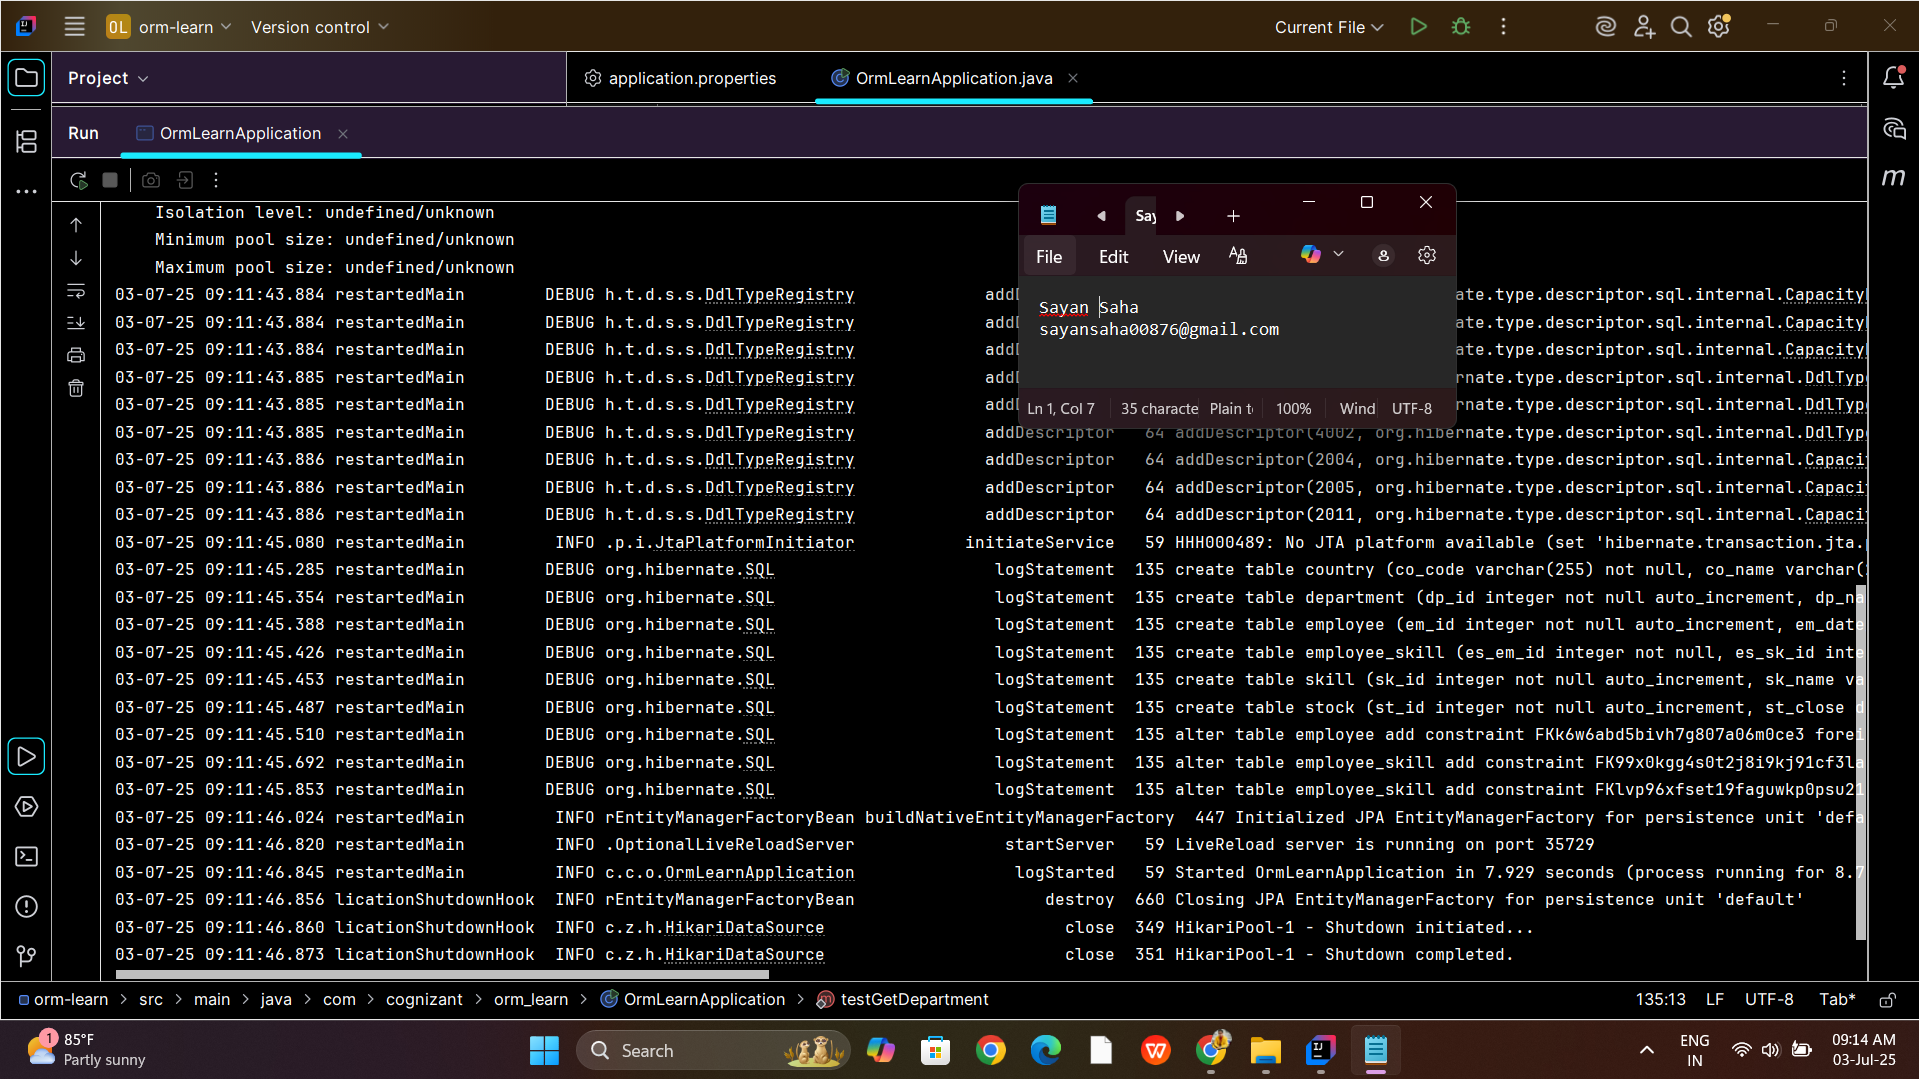 OL orm-learn Version control Current File
Project application.properties OrmLearnApplication.java
Run OrmLearnApplication
Isolation level: undefined/unknown
Minimum pool size: undefined/unknown
Maximum pool size: undefined/unknown
03-07-25 09:11:43.884 restartedMain DEBUG h.t.d.s.s.DdlTypeRegistry addD ate.type.descriptor.sql.internal.Capacity
03-07-25 09:11:43.884 restartedMain DEBUG h.t.d.s.s.DdlTypeRegistry addD ate.type.descriptor.sql.internal.Capacity
03-07-25 09:11:43.884 restartedMain DEBUG h.t.d.s.s.DdlTypeRegistry addD ate.type.descriptor.sql.internal.Capacity
03-07-25 09:11:43.885 restartedMain DEBUG h.t.d.s.s.DdlTypeRegistry addD rnate.type.descriptor.sql.internal.DdlType
03-07-25 09:11:43.885 restartedMain DEBUG h.t.d.s.s.DdlTypeRegistry addD rnate.type.descriptor.sql.internal.DdlTyp
03-07-25 09:11:43.885 restartedMain DEBUG h.t.d.s.s.DdlTypeRegistry addDescriptor 64 addDescriptor(4002, org.hibernate.type.descriptor.sql.internal.DdlTyp
03-07-25 09:11:43.886 restartedMain DEBUG h.t.d.s.s.DdlTypeRegistry addDescriptor 64 addDescriptor(2004, org.hibernate.type.descriptor.sql.internal.Capaci
03-07-25 09:11:43.886 restartedMain DEBUG h.t.d.s.s.DdlTypeRegistry addDescriptor 64 addDescriptor(2005, org.hibernate.type.descriptor.sql.internal.Capaci
03-07-25 09:11:43.886 restartedMain DEBUG h.t.d.s.s.DdlTypeRegistry addDescriptor 64 addDescriptor(2011, org.hibernate.type.descriptor.sql.internal.Capaci
03-07-25 09:11:45.080 restartedMain INFO .p.i.JtaPlatformInitiator initiateService 59 HHH000489: No JTA platform available (set 'hibernate.transaction.jta.
03-07-25 09:11:45.285 restartedMain DEBUG org.hibernate.SQL logStatement 135 create table country (co_code varchar(255) not null, co_name varchar(
03-07-25 09:11:45.354 restartedMain DEBUG org.hibernate.SQL logStatement 135 create table department (dp_id integer not null auto_increment, dp_na
03-07-25 09:11:45.388 restartedMain DEBUG org.hibernate.SQL logStatement 135 create table employee (em_id integer not null auto_increment, em_date
03-07-25 09:11:45.426 restartedMain DEBUG org.hibernate.SQL logStatement 135 create table employee_skill (es_em_id integer not null, es_sk_id inte
03-07-25 09:11:45.453 restartedMain DEBUG org.hibernate.SQL logStatement 135 create table skill (sk_id integer not null auto_increment, sk_name va
03-07-25 09:11:45.487 restartedMain DEBUG org.hibernate.SQL logStatement 135 create table stock (st_id integer not null auto_increment, st_close d
03-07-25 09:11:45.510 restartedMain DEBUG org.hibernate.SQL logStatement 135 alter table employee add constraint FKk6w6abd5bivh7g807a06m0ce3 forei
03-07-25 09:11:45.692 restartedMain DEBUG org.hibernate.SQL logStatement 135 alter table employee_skill add constraint FK99x0kgg4s0t2j8i9kj91cf3la
03-07-25 09:11:45.853 restartedMain DEBUG org.hibernate.SQL logStatement 135 alter table employee_skill add constraint FKlvp96xfset19faguwkp0psu21
03-07-25 09:11:46.024 restartedMain INFO rEntityManagerFactoryBean buildNativeEntityManagerFactory 447 Initialized JPA EntityManagerFactory for persistence unit 'defa
03-07-25 09:11:46.820 restartedMain INFO .OptionalLiveReloadServer startServer 59 LiveReload server is running on port 35729
03-07-25 09:11:46.845 restartedMain INFO c.c.o.OrmLearnApplication logStarted 59 Started OrmLearnApplication in 7.929 seconds (process running for 8.7
03-07-25 09:11:46.856 licationShutdownHook INFO rEntityManagerFactoryBean destroy 660 Closing JPA EntityManagerFactory for persistence unit 'default'
03-07-25 09:11:46.860 licationShutdownHook INFO c.z.h.HikariDataSource close 349 HikariPool-1 - Shutdown initiated...
03-07-25 09:11:46.873 licationShutdownHook INFO c.z.h.HikariDataSource close 351 HikariPool-1 - Shutdown completed.
Say
File Edit View
Sayan Saha
sayansaha00876@gmail.com
Ln 1, Col 7 35 characte Plain t 100% Wind UTF-8
orm-learn > src > main > java > com > cognizant > orm_learn > OrmLearnApplication > testGetDepartment 135:13 LF UTF-8 Tab*
1 85°F
Partly sunny
Search
ENG
IN
09:14 AM
03-Jul-25